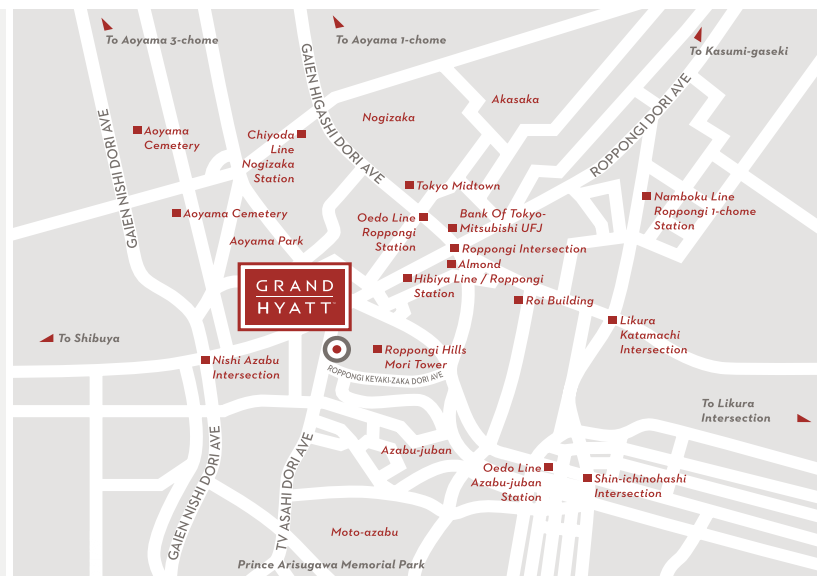 To Aoyama 3-chome
To Aoyama 1-chome
To Kasumi-gaseki
GAIEN HIGASHI DORI AVE
ROPPONGI DORI AVE
Akasaka
Nogizaka
GAIEN NISHI DORI AVE
Aoyama
Cemetery
Chiyoda
Line
Nogizaka
Station
Tokyo Midtown
Namboku Line
Roppongi 1-chome
Station
Aoyama Cemetery
Oedo Line
Roppongi
Station
Bank Of Tokyo-
Mitsubishi UFJ
Aoyama Park
Roppongi Intersection
Almond
Hibiya Line / Roppongi
Station
GRAND
HYATT
Roi Building
Likura
Katamachi
Intersection
To Shibuya
Nishi Azabu
Intersection
Roppongi Hills
Mori Tower
ROPPONGI KEYAKI-ZAKA DORI AVE
To Likura
Intersection
GAIEN NISHI DORI AVE
TV ASAHI DORI AVE
Azabu-juban
Oedo Line
Azabu-juban
Station
Shin-ichinohashi
Intersection
Moto-azabu
Prince Arisugawa Memorial Park